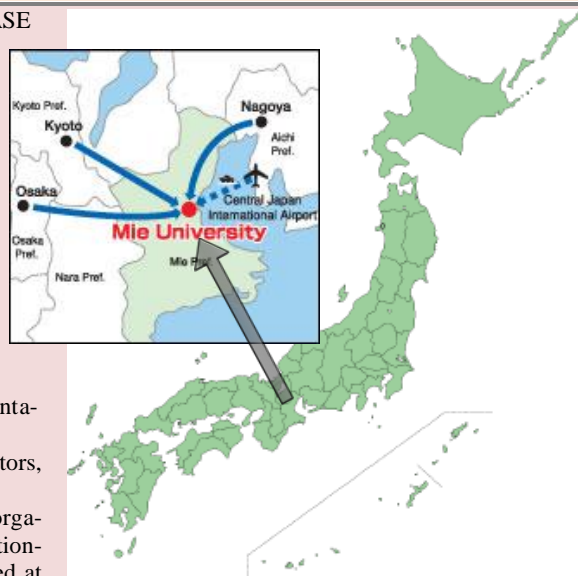 ASE
Kyoto Pref.
Kyoto
Nagoya
Aichi
Pref.
Osaka
Central Japan
International Airport
Mie University
Osaka
Pref.
Mie Pref.
Nara Pref.
nta-
tors,
orga-
tion-
ed at